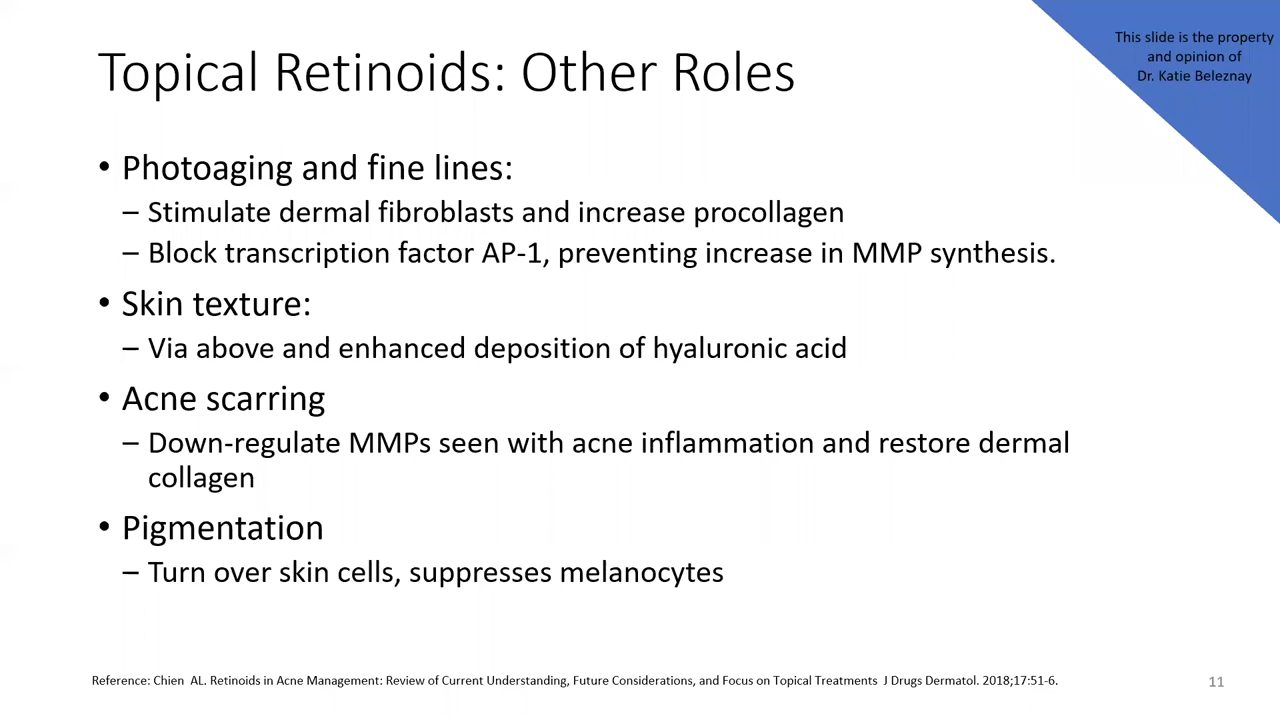 This slide is the property
and opinion of
Dr. Katie Beleznay
Topical Retinoids: Other Roles
• Photoaging and fine lines:
– Stimulate dermal fibroblasts and increase procollagen
– Block transcription factor AP-1, preventing increase in MMP synthesis.
• Skin texture:
– Via above and enhanced deposition of hyaluronic acid
• Acne scarring
– Down-regulate MMPs seen with acne inflammation and restore dermal
collagen
• Pigmentation
– Turn over skin cells, suppresses melanocytes
Reference: Chien AL. Retinoids in Acne Management: Review of Current Understanding, Future Considerations, and Focus on Topical Treatments J Drugs Dermatol. 2018;17:51-6.
11